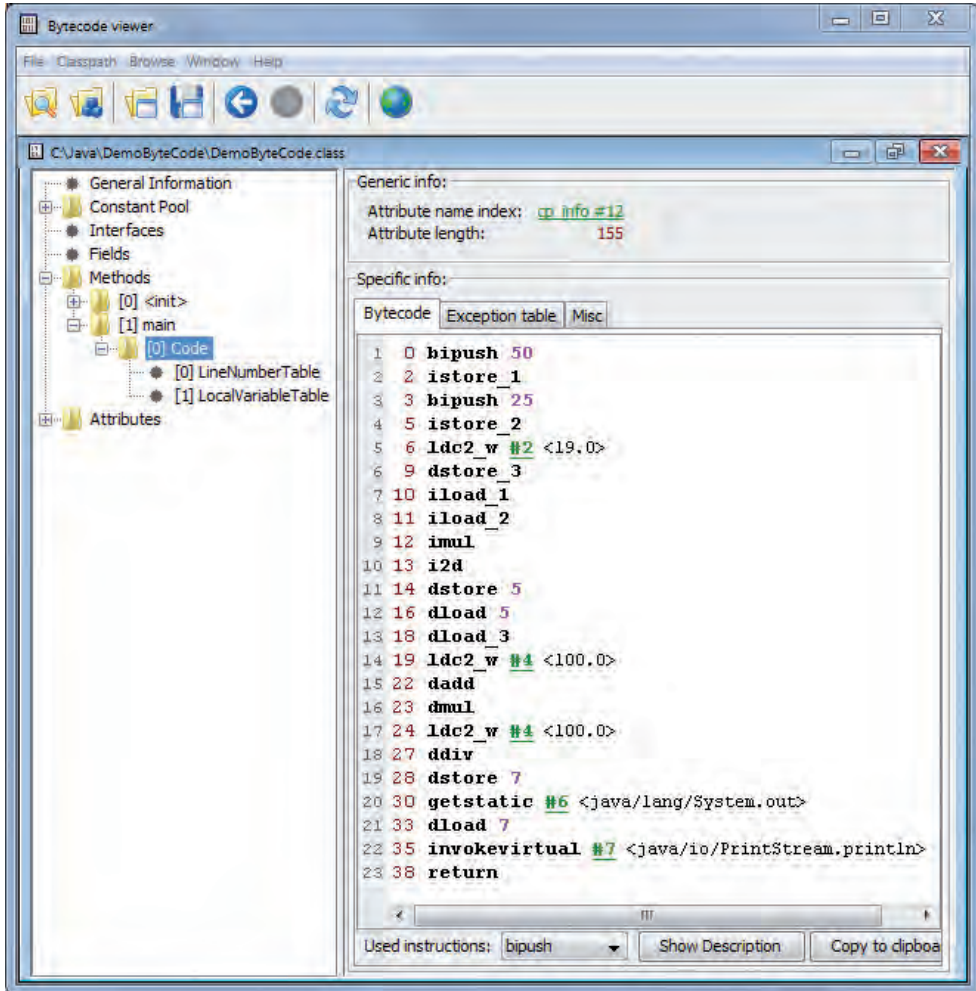 Bytecode viewer
File Classpath Browse Window Help
C:\Java\DemoByteCode\DemoByteCode.class
General Information
Constant Pool
Interfaces
Fields
Methods
[0] <init>
[1] main
[0] Code
[0] LineNumberTable
[1] LocalVariableTable
Attributes
Generic info:
Attribute name index: cp_info #12
Attribute length: 155
Specific info:
Bytecode Exception table Misc
1 0 bipush 50
2 2 istore_1
3 3 bipush 25
4 5 istore_2
5 6 ldc2_w #2 <19.0>
6 9 dstore_3
7 10 iload_1
8 11 iload_2
9 12 imul
10 13 i2d
11 14 dstore 5
12 16 dload 5
13 18 dload_3
14 19 ldc2_w #4 <100.0>
15 22 dadd
16 23 dmul
17 24 ldc2_w #4 <100.0>
18 27 ddiv
19 28 dstore 7
20 30 getstatic #6 <java/lang/System.out>
21 33 dload 7
22 35 invokevirtual #7 <java/io/PrintStream.println>
23 38 return
Used instructions: bipush Show Description Copy to clipboa